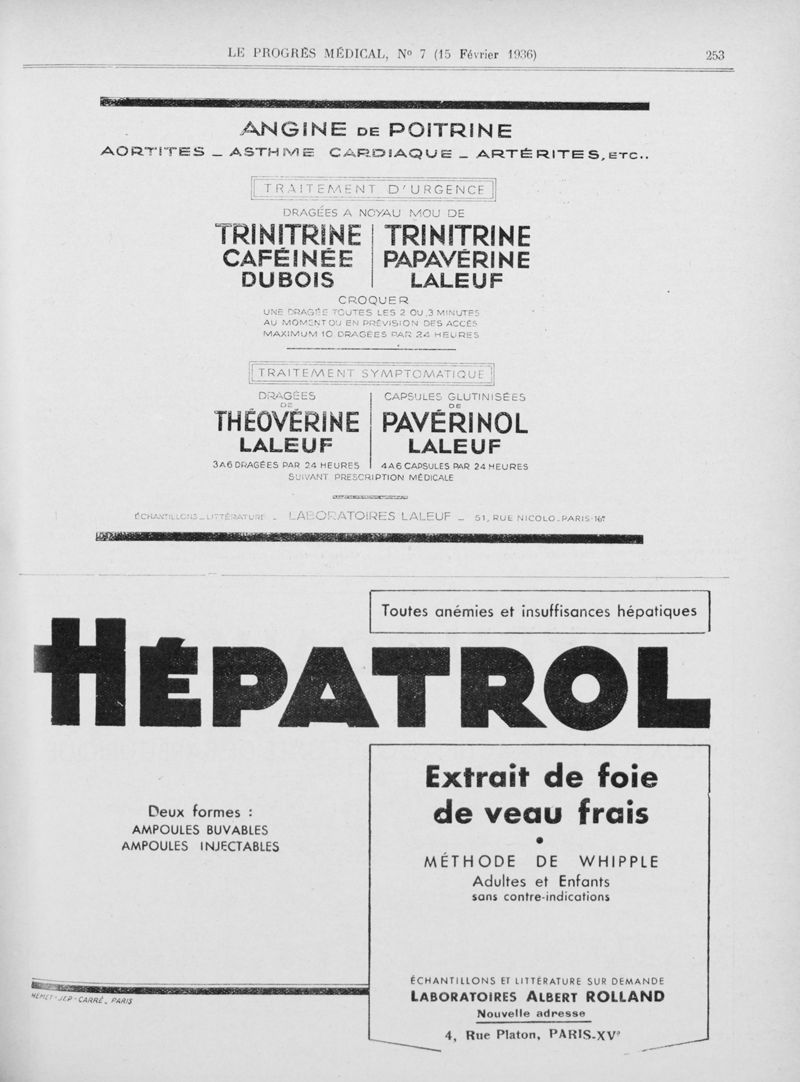 LE PROGRÈS MÉDICAL, Nº 7 (15 Février 1936) 253
ANGINE DE POITRINE
AORTITES _ ASTHME CARDIAQUE _ ARTÉRITES, ETC..
TRAITEMENT D'URGENCE
DRAGÉES A NOYAU MOU DE
TRINITRINE
CAFÉINÉE
DUBOIS
TRINITRINE
PAPAVÉRINE
LALEUF
CROQUER
UNE DRAGÉE TOUTES LES 2 OU 3 MINUTES
AU MOMENT OU EN PRÉVISION DES ACCÈS
MAXIMUM 10 DRAGÉES PAR 24 HEURES
TRAITEMENT SYMPTOMATIQUE
DRAGÉES
DE
THÉOVÉRINE
LALEUF
3 A 6 DRAGÉES PAR 24 HEURES
CAPSULES GLUTINISÉES
DE
PAVÉRINOL
LALEUF
4 A 6 CAPSULES PAR 24 HEURES
SUIVANT PRESCRIPTION MÉDICALE
ÉCHANTILLONS _ LITTÉRATURE _ LABORATOIRES LALEUF _ 51, RUE NICOLO_PARIS-16e
Toutes anémies et insuffisances hépatiques
HÉPATROL
Deux formes :
AMPOULES BUVABLES
AMPOULES INJECTABLES
Extrait de foie
de veau frais
•
MÉTHODE DE WHIPPLE
Adultes et Enfants
sans contre-indications
ÉCHANTILLONS ET LITTÉRATURE SUR DEMANDE
LABORATOIRES ALBERT ROLLAND
Nouvelle adresse
4, Rue Platon, PARIS-XVe
HEMET-JEP-CARRÉ_ PARIS